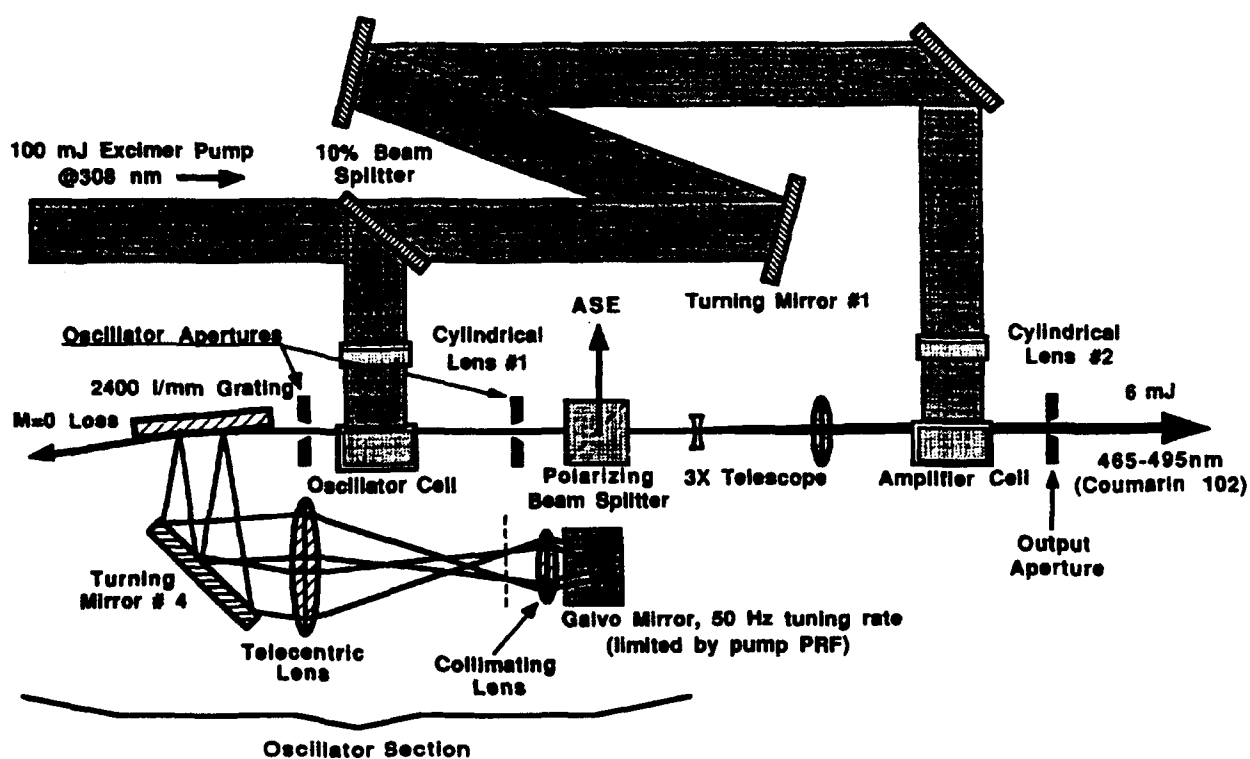 100 mJ Excimer Pump
@308 nm
10% Beam
Splitter
Turning Mirror #1
ASE
Oscillator Apertures
Cylindrical
Lens #1
Cylindrical
Lens #2
2400 l/mm Grating
M=0 Loss
6 mJ
Oscillator Cell
Polarizing
Beam Splitter
3X Telescope
Amplifier Cell
465-495nm
(Coumarin 102)
Output
Aperture
Turning
Mirror # 4
Galvo Mirror, 50 Hz tuning rate
(limited by pump PRF)
Telecentric
Lens
Collimating
Lens
Oscillator Section